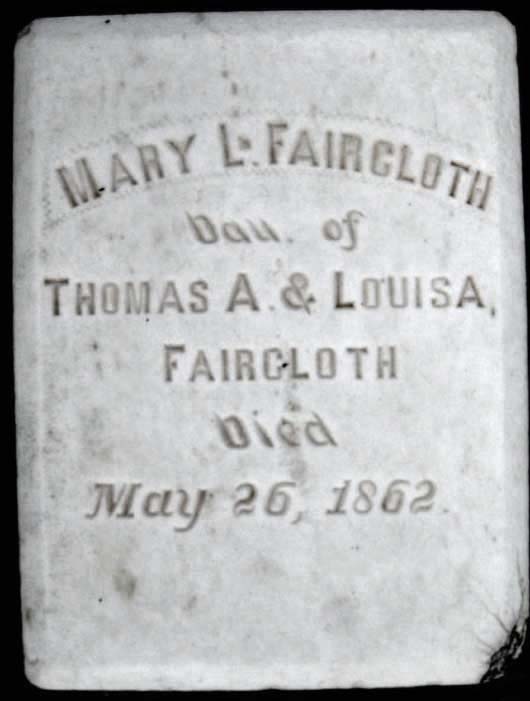 MARY L. FAIRCLOTH
Dau. of
THOMAS A. & LOUISA,
FAIRCLOTH
Died
May 26, 1862.